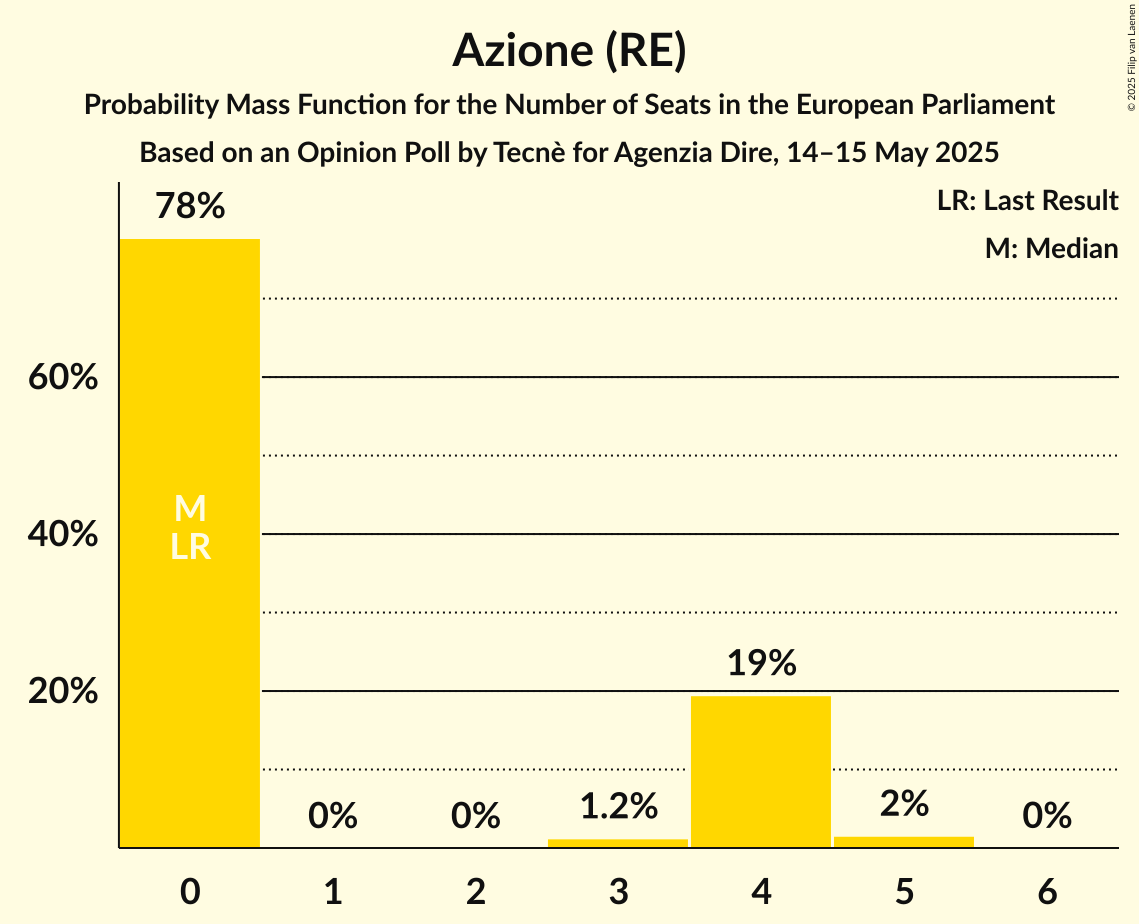 Azione (RE)
Probability Mass Function for the Number of Seats in the European Parliament
Based on an Opinion Poll by Tecnè for Agenzia Dire, 14–15 May 2025
© 2025 Filip van Laenen
LR: Last Result
M: Median
78%
60%
40%
20%
M
LR
0%
0%
1.2%
19%
2%
0%
0
1
2
3
4
5
6